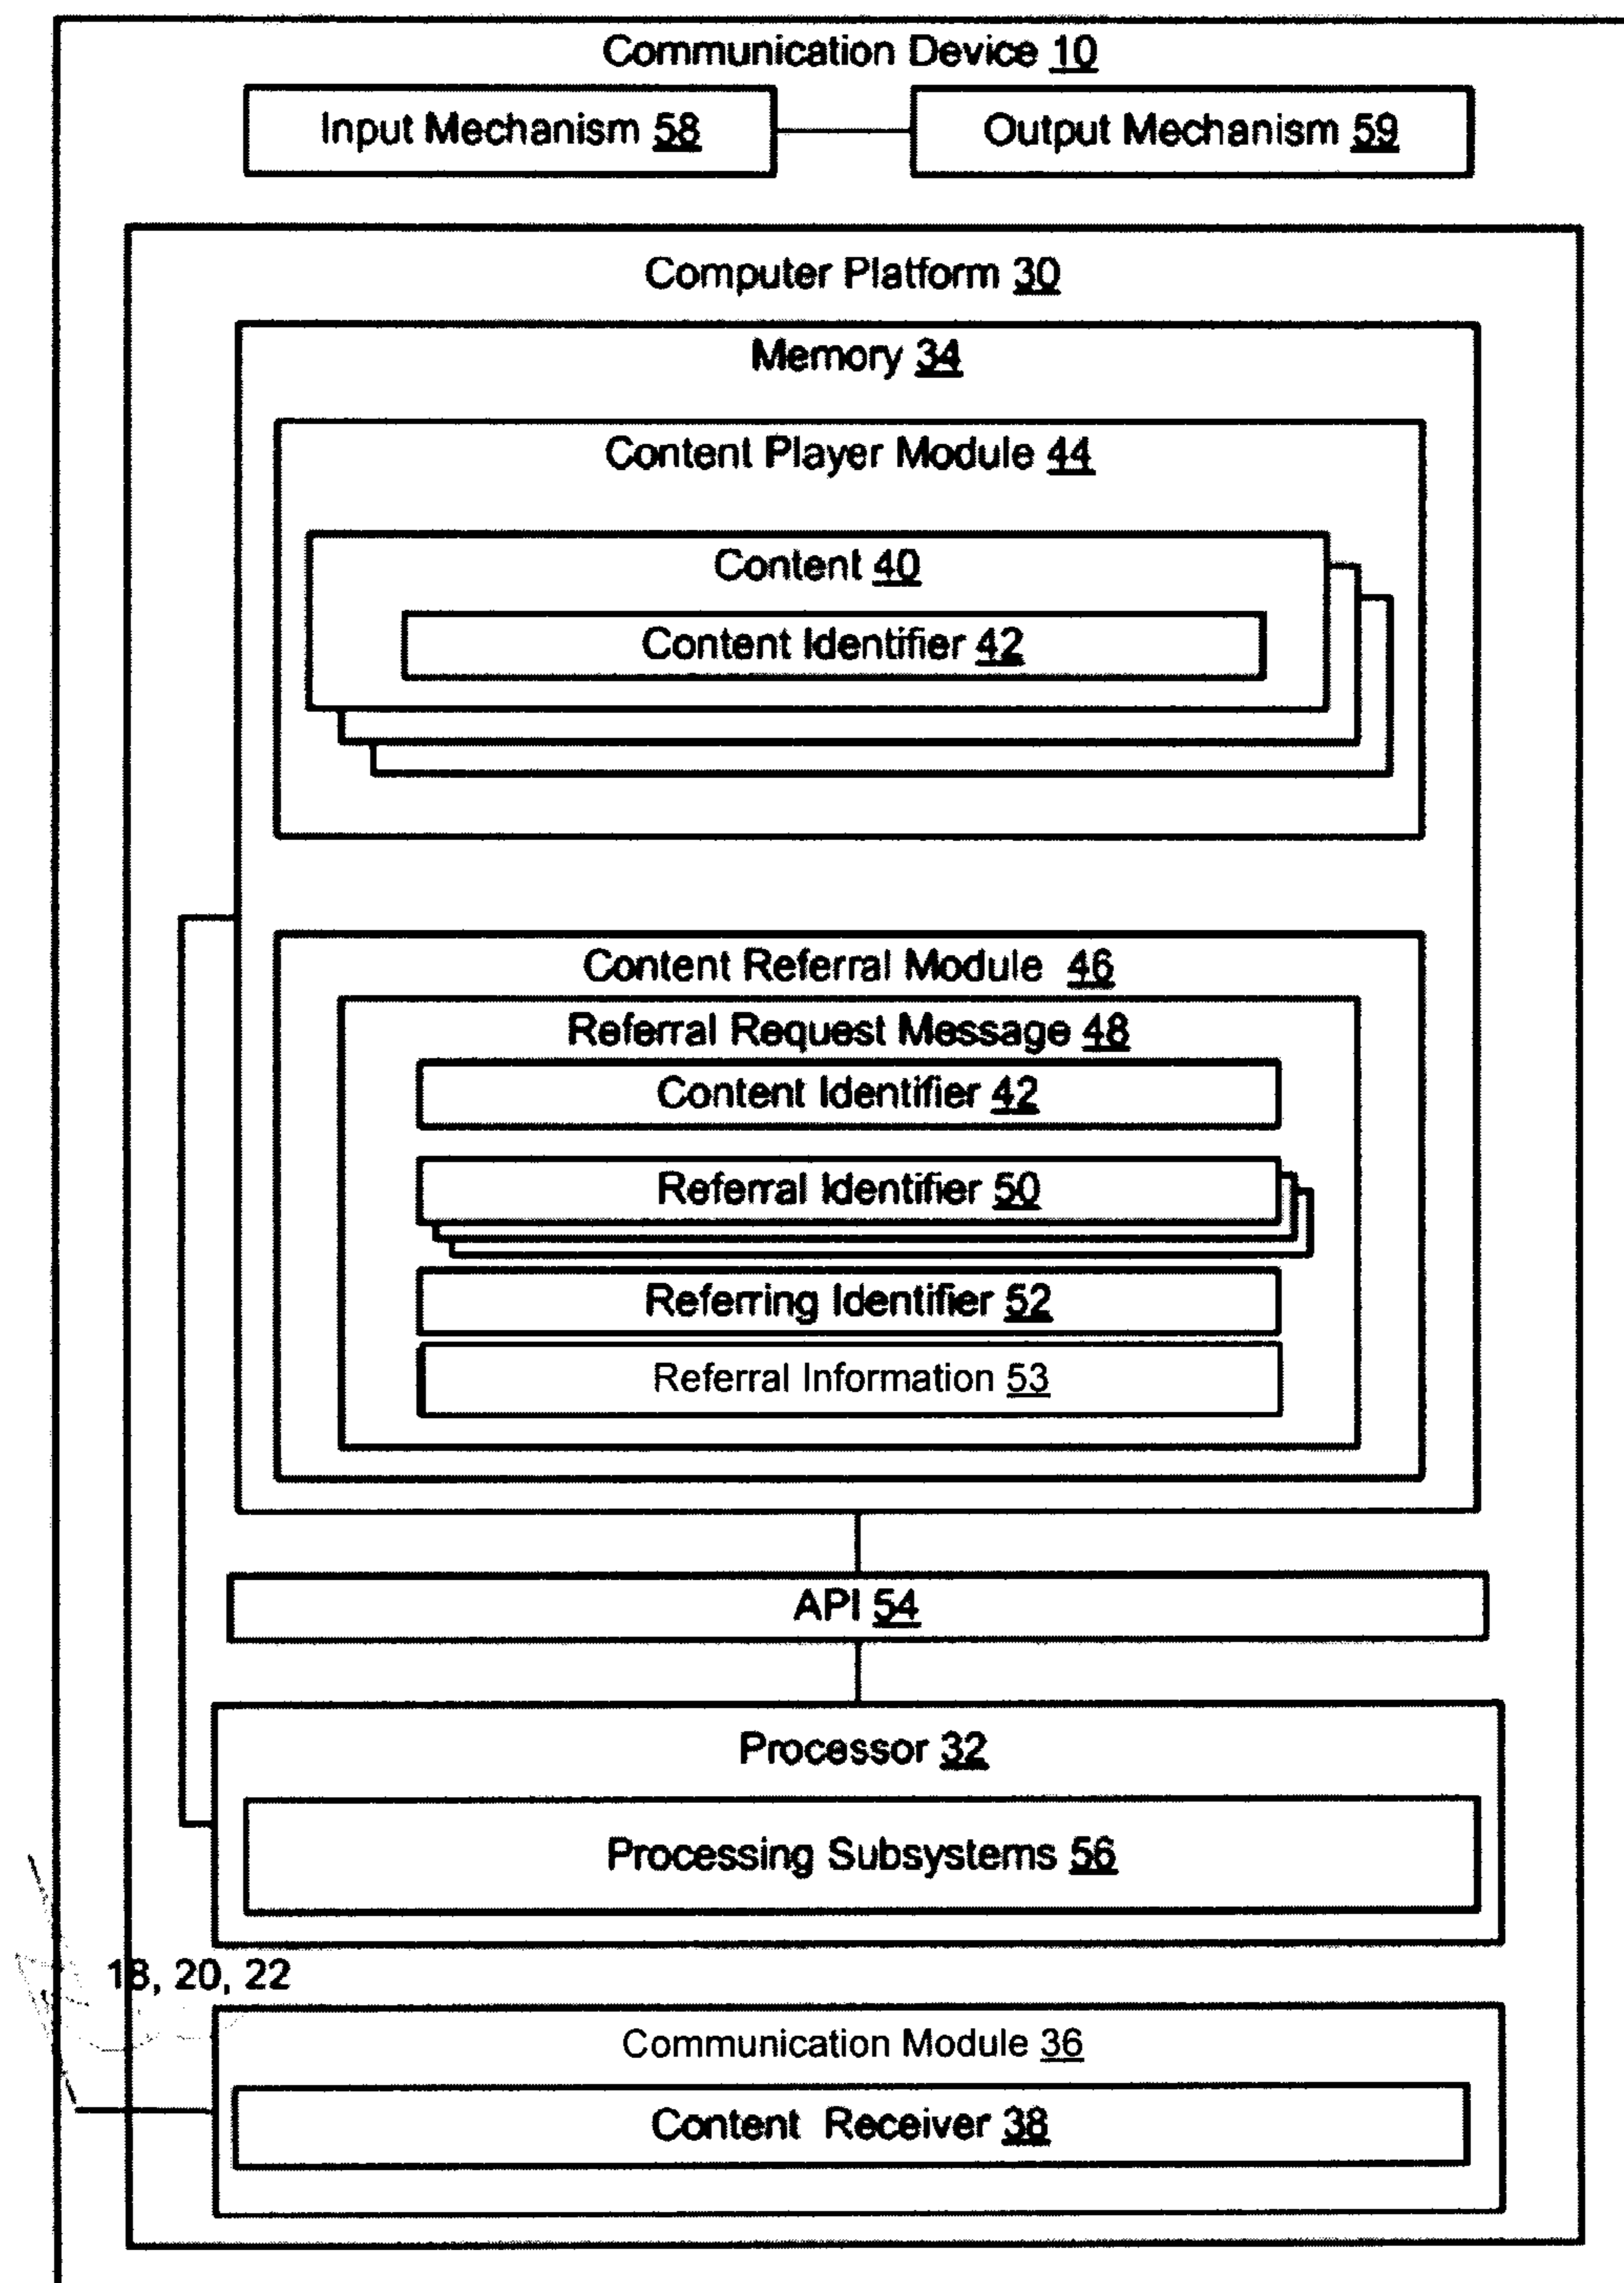 Communication Device 10
Input Mechanism 58
Output Mechanism 59
Computer Platform 30
Memory 34
Content Player Module 44
Content 40
Content Identifier 42
Content Referral Module 46
Referral Request Message 48
Content Identifier 42
Referral Identifier 50
Referring Identifier 52
Referral Information 53
API 54
Processor 32
Processing Subsystems 56
18, 20, 22
Communication Module 36
Content Receiver 38